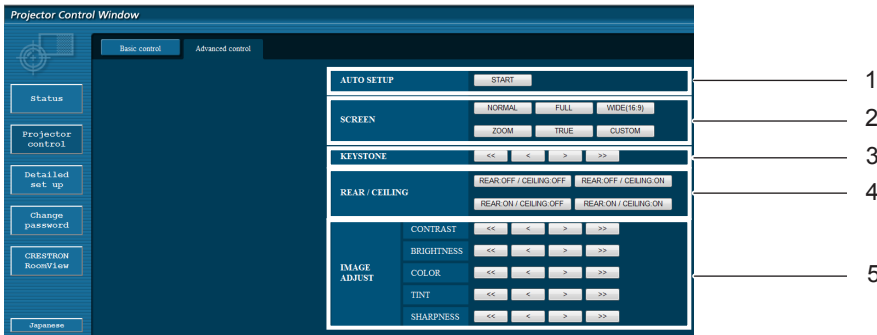 Projector Control Window
Basic control
Advanced control
Status
Projector
control
Detailed
set up
Change
password
CRESTRON
RoomView
Japanese
AUTO SETUP
START
1
SCREEN
NORMAL FULL WIDE(16:9)
ZOOM TRUE CUSTOM
2
KEYSTONE
<< < > >>
3
REAR / CEILING
REAR:OFF / CEILING:OFF REAR:OFF / CEILING:ON
REAR:ON / CEILING:OFF REAR:ON / CEILING:ON
4
IMAGE
ADJUST
CONTRAST << < > >>
BRIGHTNESS << < > >>
COLOR << < > >>
TINT << < > >>
SHARPNESS << < > >>
5